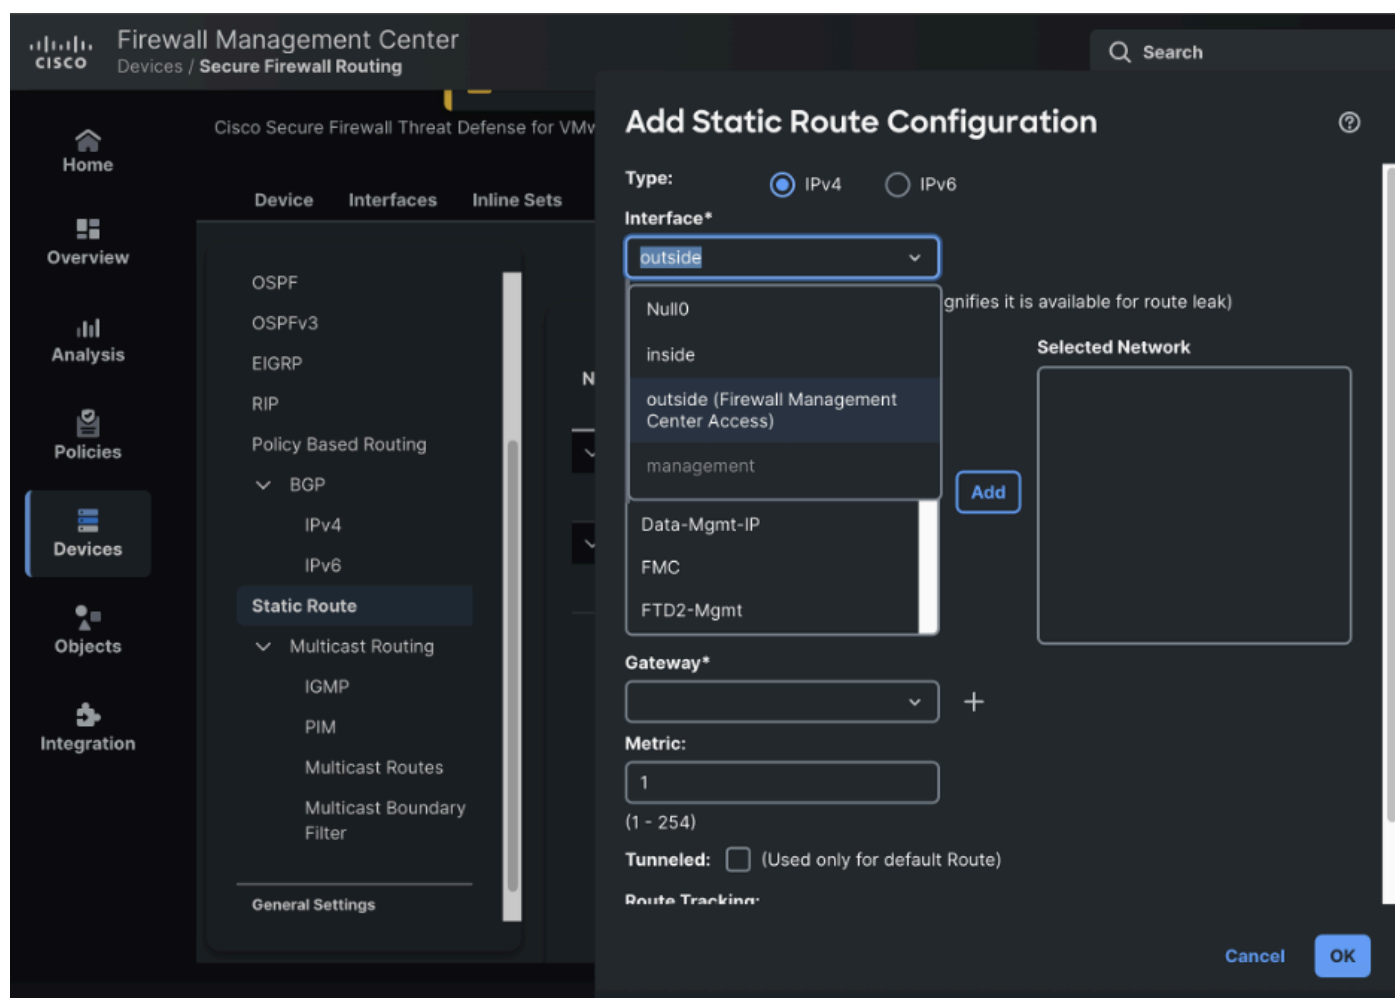 cisco
Firewall Management Center
Devices / Secure Firewall Routing
Search
Home
Overview
Analysis
Policies
Devices
Objects
Integration
Cisco Secure Firewall Threat Defense for
Device
Interfaces
Inline Sets
OSPF
OSPFv3
EIGRP
RIP
Policy Based Routing
BGP
IPv4
IPv6
Static Route
Multicast Routing
IGMP
PIM
Multicast Routes
Multicast Boundary
Filter
General Settings
Add Static Route Configuration
Type:
IPv4
IPv6
Interface*
outside
Null0
inside
outside (Firewall Management
Center Access)
management
it is available for route leak)
Selected Network
Add
Data-Mgmt-IP
FMC
FTD2-Mgmt
Gateway*
Metric:
1
(1 - 254)
Tunneled:
(Used only for default Route)
Route Tracking:
Cancel
OK